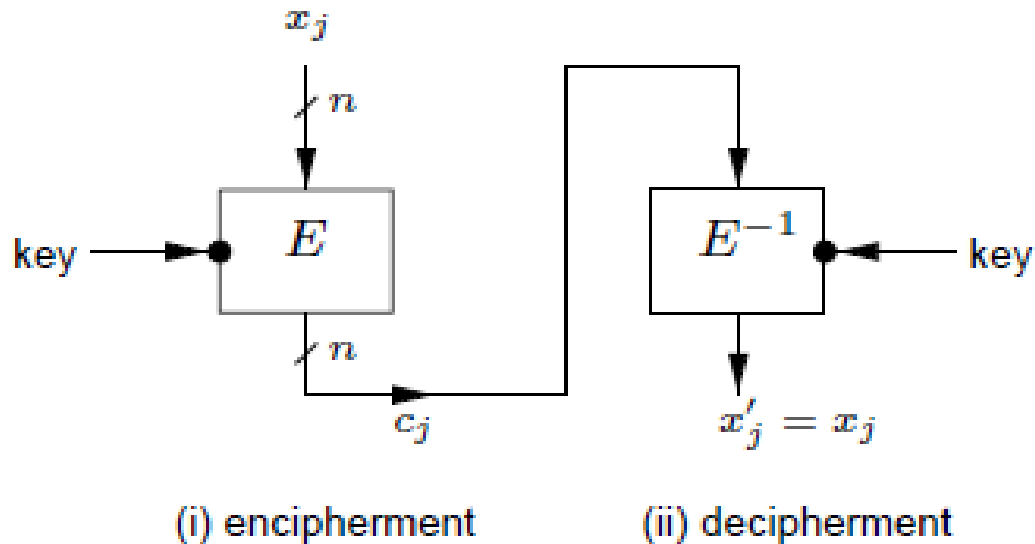 x_j
n
key E E^{-1} key
n
c_j x'_j = x_j
(i) encipherment (ii) decipherment